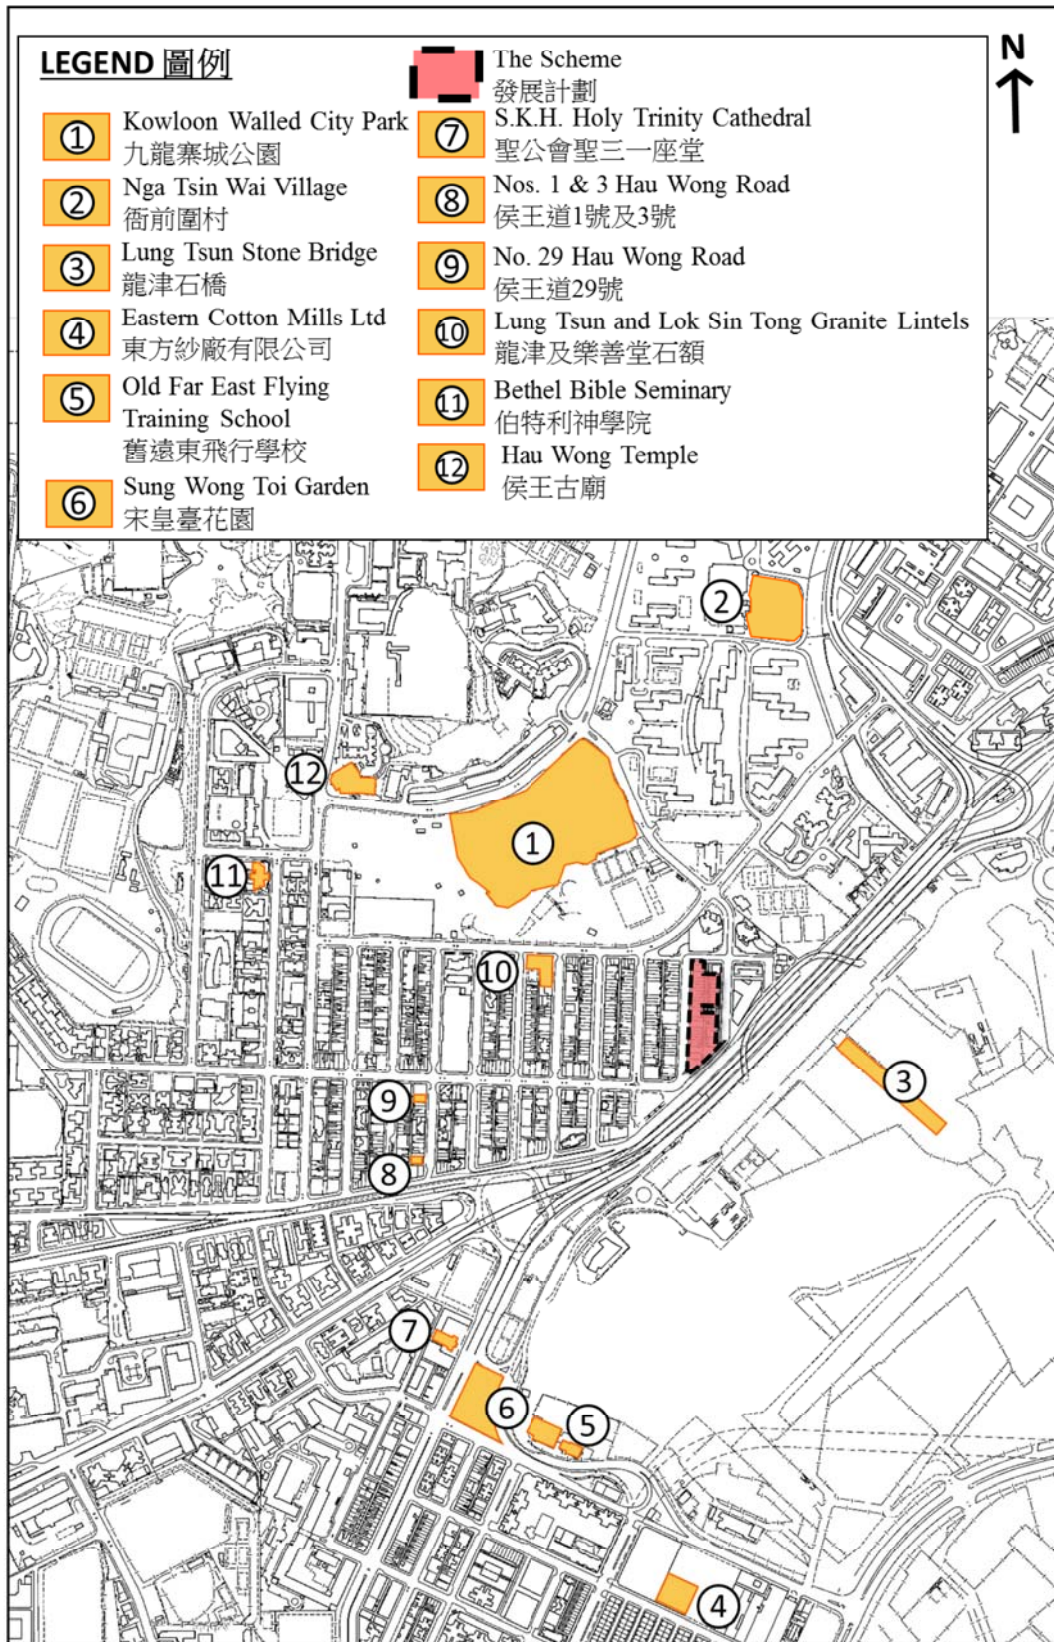 LEGEND 圖例
1
Kowloon Walled City Park
九龍寨城公園
2
Nga Tsin Wai Village
衙前圍村
3
Lung Tsun Stone Bridge
龍津石橋
4
Eastern Cotton Mills Ltd
東方紗廠有限公司
5
Old Far East Flying
Training School
舊遠東飛行學校
6
Sung Wong Toi Garden
宋皇臺花園
The Scheme
發展計劃
7
S.K.H. Holy Trinity Cathedral
聖公會聖三一座堂
8
Nos. 1 & 3 Hau Wong Road
侯王道1號及3號
9
No. 29 Hau Wong Road
侯王道29號
10
Lung Tsun and Lok Sin Tong Granite Lintels
龍津及樂善堂石額
11
Bethel Bible Seminary
伯特利神學院
12
Hau Wong Temple
侯王古廟
N
2
12
1
11
10
3
9
8
7
6
5
4